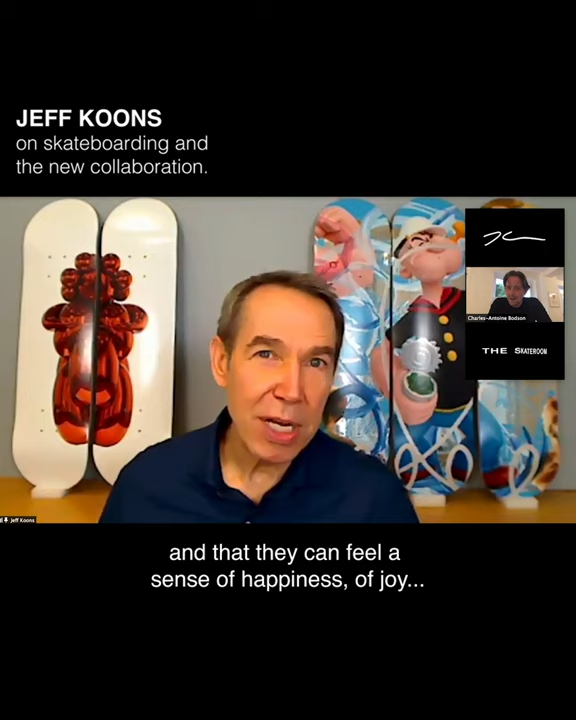 JEFF KOONS
on skateboarding and
the new collaboration.
Charles-Antoine Bodson
THE SKATEROOM
Jeff Koons
and that they can feel a
sense of happiness, of joy...